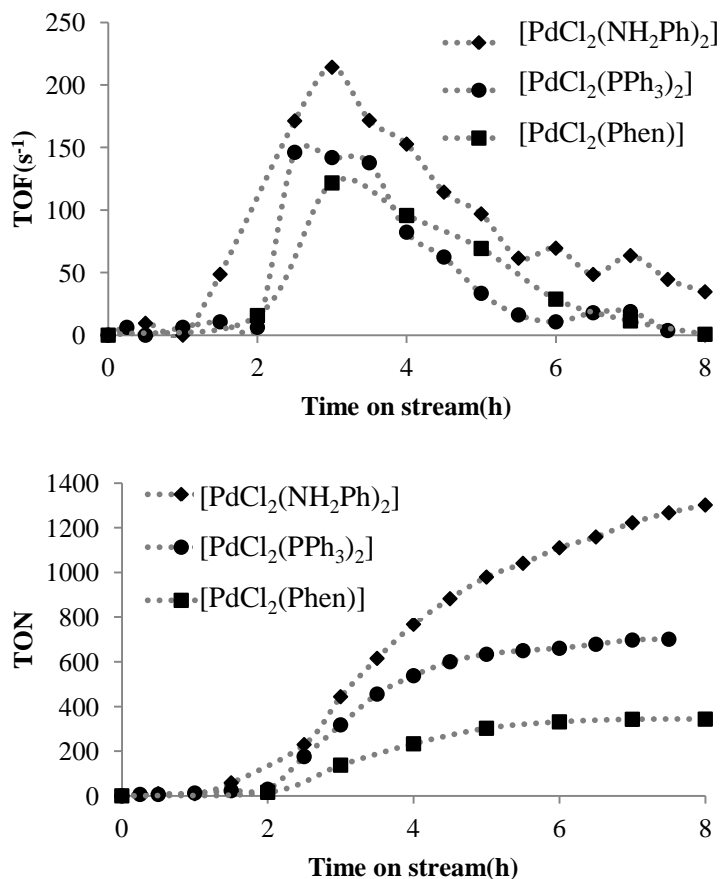 250
200
150
100
50
0
TOF(s⁻¹)
[PdCl₂(NH₂Ph)₂]
[PdCl₂(PPh₃)₂]
[PdCl₂(Phen)]
0 2 4 6 8
Time on stream(h)
1400
1200
1000
800
600
400
200
0
TON
[PdCl₂(NH₂Ph)₂]
[PdCl₂(PPh₃)₂]
[PdCl₂(Phen)]
0 2 4 6 8
Time on stream(h)